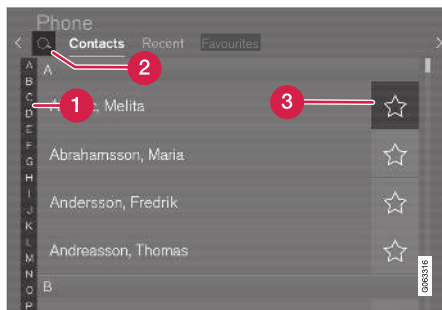 Phone
Contacts Recent Favourites
2
A
A
B
C
D
E
F
G
H
I
J
K
L
M
N
O
P
1
Melita
3
Abrahamsson, Maria
Andersson, Fredrik
Andreasson, Thomas
B
G063316